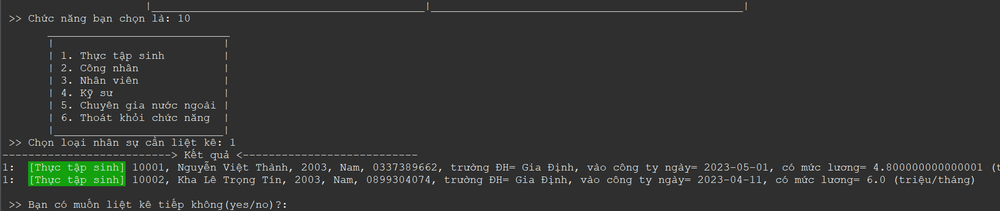 >> Chức năng bạn chọn là: 10
| 1. Thực tập sinh |
| 2. Công nhân |
| 3. Nhân viên |
| 4. Kỹ sư |
| 5. Chuyên gia nước ngoài |
| 6. Thoát khỏi chức năng |
>> Chọn loại nhân sự cần liệt kê: 1
--------------------------> Kết quả <---------------------------
1: [Thực tập sinh] 10001, Nguyễn Việt Thành, 2003, Nam, 0337389662, trường ĐH= Gia Định, vào công ty ngày= 2023-05-01, có mức lương= 4.800000000000001 (t
1: [Thực tập sinh] 10002, Kha Lê Trọng Tín, 2003, Nam, 0899304074, trường ĐH= Gia Định, vào công ty ngày= 2023-04-11, có mức lương= 6.0 (triệu/tháng)
>> Bạn có muốn liệt kê tiếp không(yes/no)?: